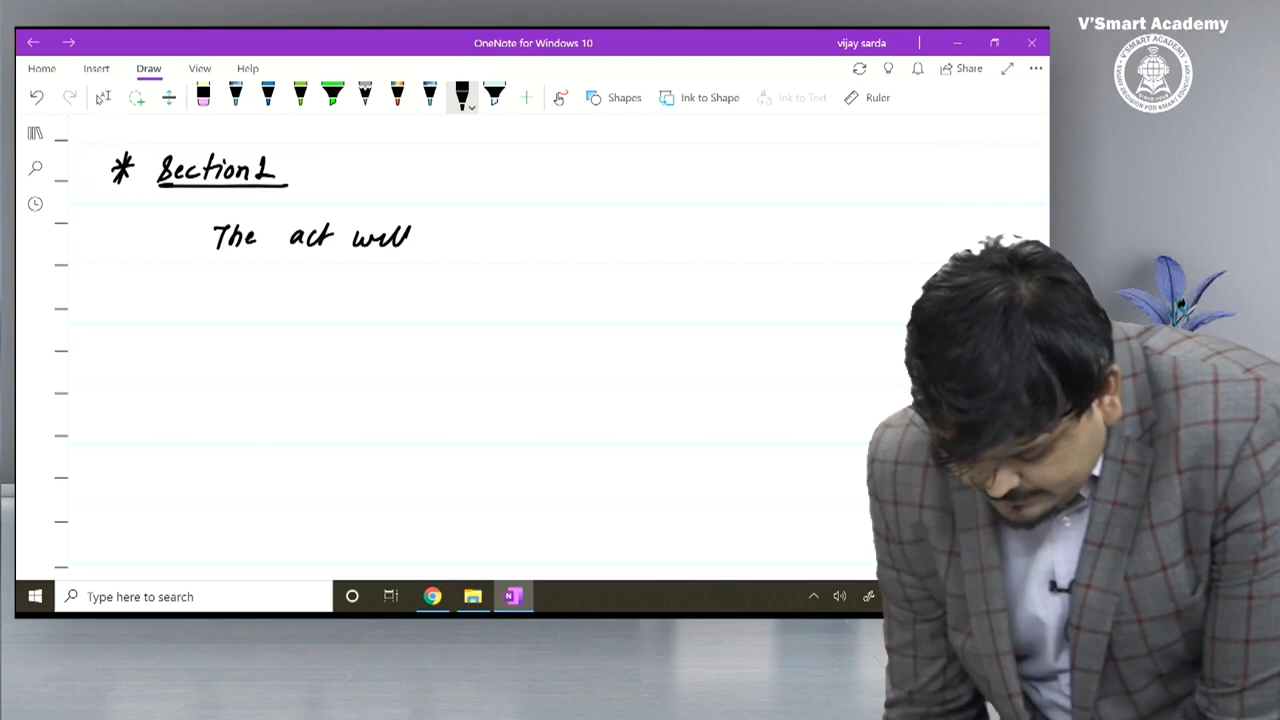 V'Smart Academy
OneNote for Windows 10
vijay sarda
Home Insert Draw View Help
Share
Shapes Ink to Shape Ink to Text Ruler
* Section 1
The act will
Type here to search